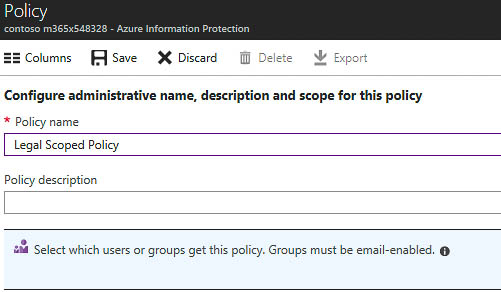 Policy
contoso m365x548328 - Azure Information Protection
Columns Save Discard Delete Export
Configure administrative name, description and scope for this policy
* Policy name
Legal Scoped Policy
Policy description
Select which users or groups get this policy. Groups must be email-enabled.